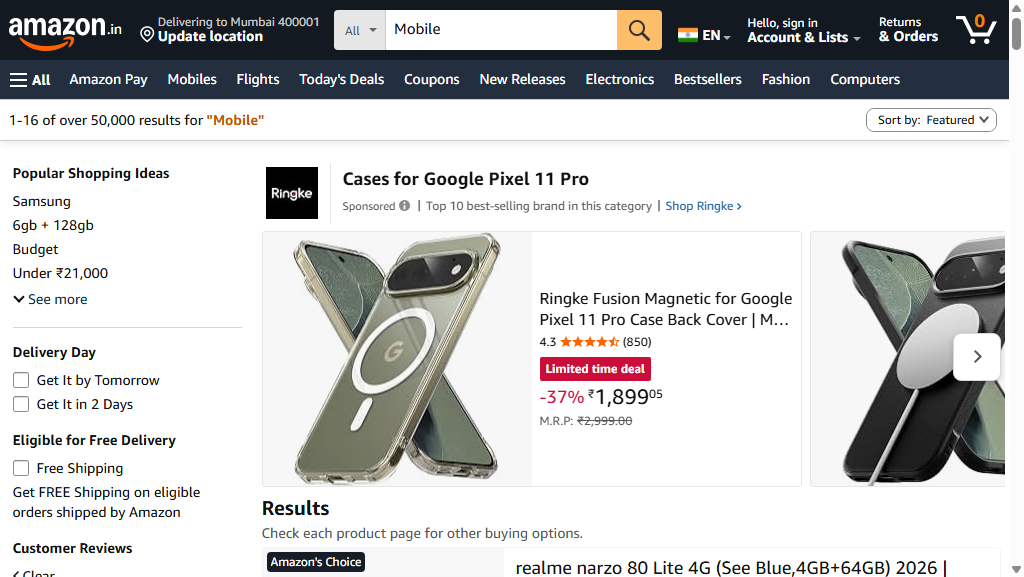 amazon.in
Delivering to Mumbai 400001
Update location
All
Mobile
EN
Hello, sign in
Account & Lists
Returns
& Orders
0
All
Amazon Pay
Mobiles
Flights
Today's Deals
Coupons
New Releases
Electronics
Bestsellers
Fashion
Computers
1-16 of over 50,000 results for "Mobile"
Sort by: Featured
Popular Shopping Ideas
Samsung
6gb + 128gb
Budget
Under ₹21,000
See more
Delivery Day
Get It by Tomorrow
Get It in 2 Days
Eligible for Free Delivery
Free Shipping
Get FREE Shipping on eligible
orders shipped by Amazon
Customer Reviews
Clear
Ringke
Cases for Google Pixel 11 Pro
Sponsored | Top 10 best-selling brand in this category | Shop Ringke
G
Ringke Fusion Magnetic for Google
Pixel 11 Pro Case Back Cover | M...
4.3 (850)
Limited time deal
-37% ₹1,89905
M.R.P: ₹2,999.00
Results
Check each product page for other buying options.
Amazon's Choice
realme narzo 80 Lite 4G (See Blue,4GB+64GB) 2026 |